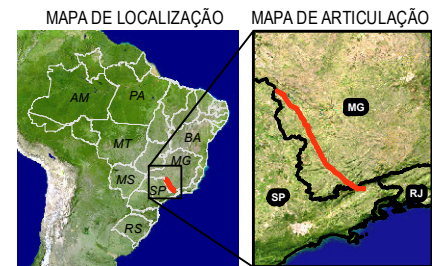 MAPA DE LOCALIZAÇÃO
MAPA DE ARTICULAÇÃO
AM
PA
MT
BA
MG
MS
SP
RS
MG
SP
RJ